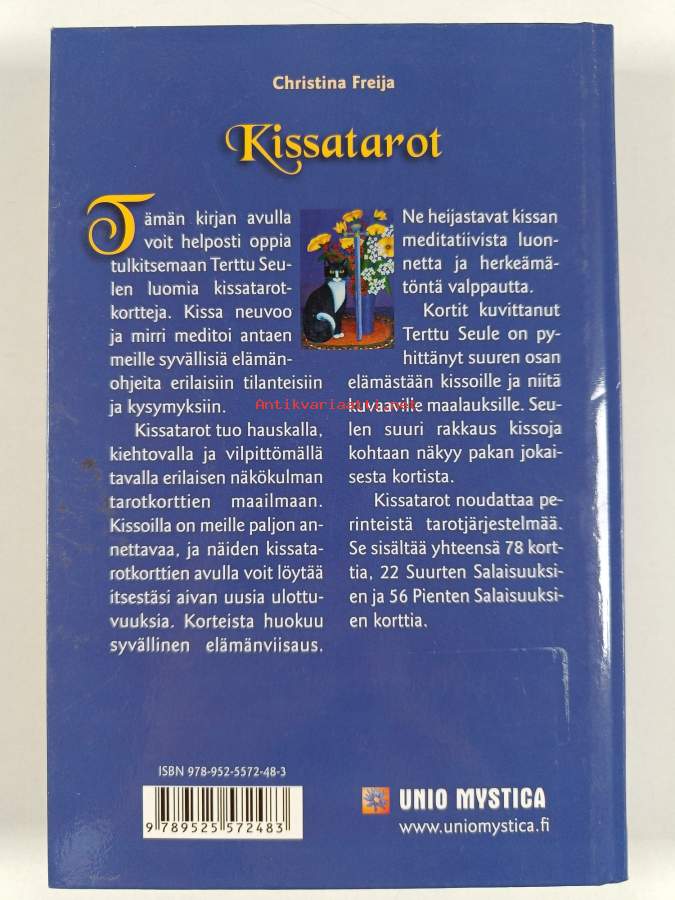 Christina Freija
Kissatarot
Tämän kirjan avulla
voit helposti oppia
tulkitsemaan Terttu Seu-
len luomia kissatarot-
kortteja. Kissa neuvoo
ja mirri meditoi antaen
meille syvällisiä elämän-
ohjeita erilaisiin tilanteisiin
ja kysymyksiin.
Kissatarot tuo hauskalla,
kiehtovalla ja vilpittömällä
tavalla erilaisen näkökulman
tarotkorttien maailmaan.
Kissoilla on meille paljon an-
nettavaa, ja näiden kissata-
rotkorttien avulla voit löytää
itsestäsi aivan uusia ulottu-
vuuksia. Korteista huokuu
syvällinen elämänviisaus.
Ne heijastavat kissan
meditatiivista luon-
netta ja herkeämä-
töntä valppautta.
Kortit kuvittanut
Terttu Seule on py-
hittänyt suuren osan
elämästään kissoille ja niitä
kuvaaville maalauksille. Seu-
len suuri rakkaus kissoja
kohtaan näkyy pakan jokai-
sesta kortista.
Kissatarot noudattaa pe-
rinteistä tarotjärjestelmää.
Se sisältää yhteensä 78 kort-
tia, 22 Suurten Salaisuuksi-
en ja 56 Pienten Salaisuuksi-
en korttia.
Antikvariaatti.net
ISBN 978-952-5572-48-3
9 789525 572483
UNIO MYSTICA
www.uniomystica.fi